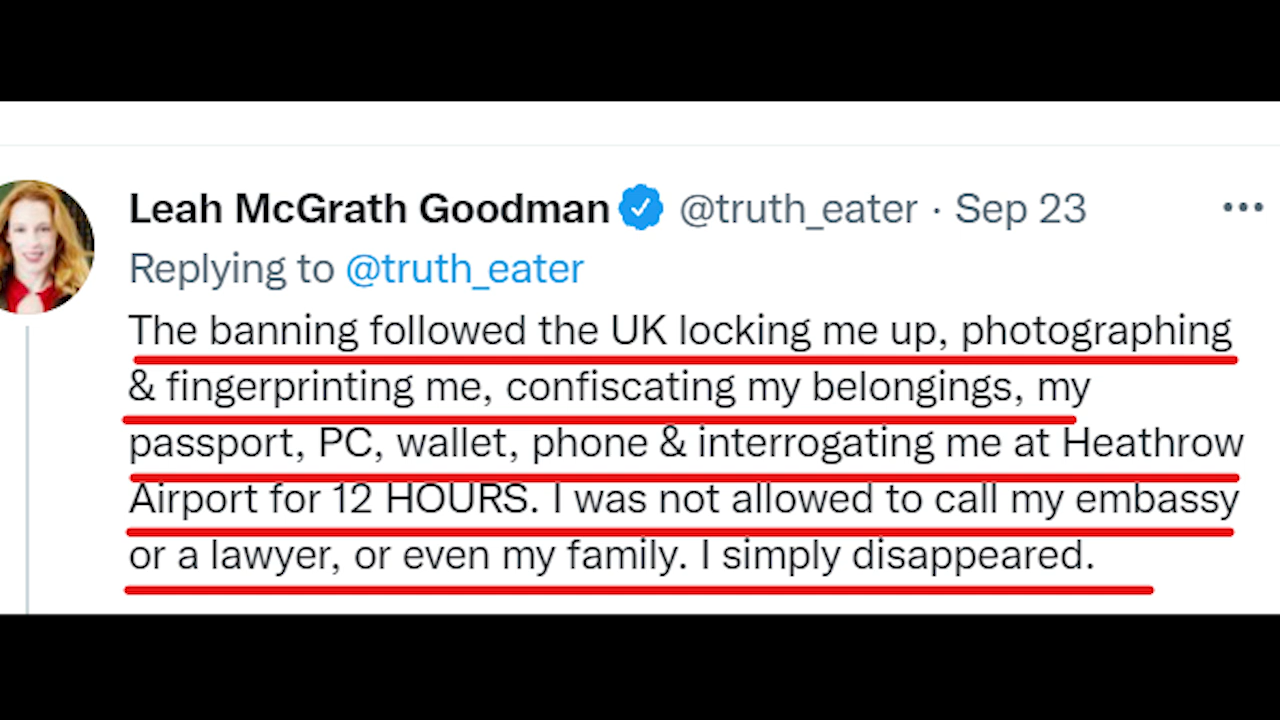 Leah McGrath Goodman @truth_eater · Sep 23
Replying to @truth_eater
The banning followed the UK locking me up, photographing
& fingerprinting me, confiscating my belongings, my
passport, PC, wallet, phone & interrogating me at Heathrow
Airport for 12 HOURS. I was not allowed to call my embassy
or a lawyer, or even my family. I simply disappeared.